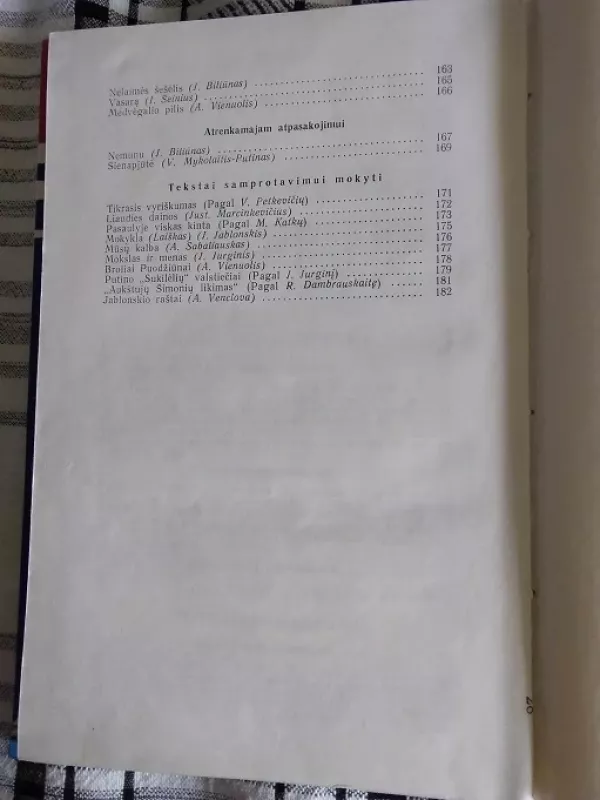 Nelaimės šešėlis (J. Biliūnas) . . . . . . . . . . . . . . . . . . . . . . . 163
Vasarą (J. Šeinius) . . . . . . . . . . . . . . . . . . . . . . . . . . . . . . 165
Medvėgalio pilis (A. Vienuolis) . . . . . . . . . . . . . . . . . . . . . . . 166
Atrenkamajam atpasakojimui
Nemunu (J. Biliūnas) . . . . . . . . . . . . . . . . . . . . . . . . . . . . . 167
Šienapjūtė (V. Mykolaitis-Putinas) . . . . . . . . . . . . . . . . . . . 169
Tekstai samprotavimui mokyti
Tikrasis vyriškumas (Pagal V. Petkevičių) . . . . . . . . . . . . . . 171
Liaudies dainos (Just. Marcinkevičius) . . . . . . . . . . . . . . . . 172
Pasaulyje viskas kinta (Pagal M. Katkų) . . . . . . . . . . . . . . . 173
Mokykla (Laiškas) (J. Jablonskis) . . . . . . . . . . . . . . . . . . . 175
Mūsų kalba (A. Sabaliauskas) . . . . . . . . . . . . . . . . . . . . . 176
Mokslas ir menas (J. Jurginis) . . . . . . . . . . . . . . . . . . . . . 177
Broliai Puodžiūnai (A. Vienuolis) . . . . . . . . . . . . . . . . . . . 178
Putino „Sukilėlių" valstiečiai (Pagal J. Jurginį) . . . . . . . . . . 179
„Aukštųjų Šimonių likimas" (Pagal R. Dambrauskaitę) . . . . . . 181
Jablonskio raštai (A. Venclova) . . . . . . . . . . . . . . . . . . . . 182